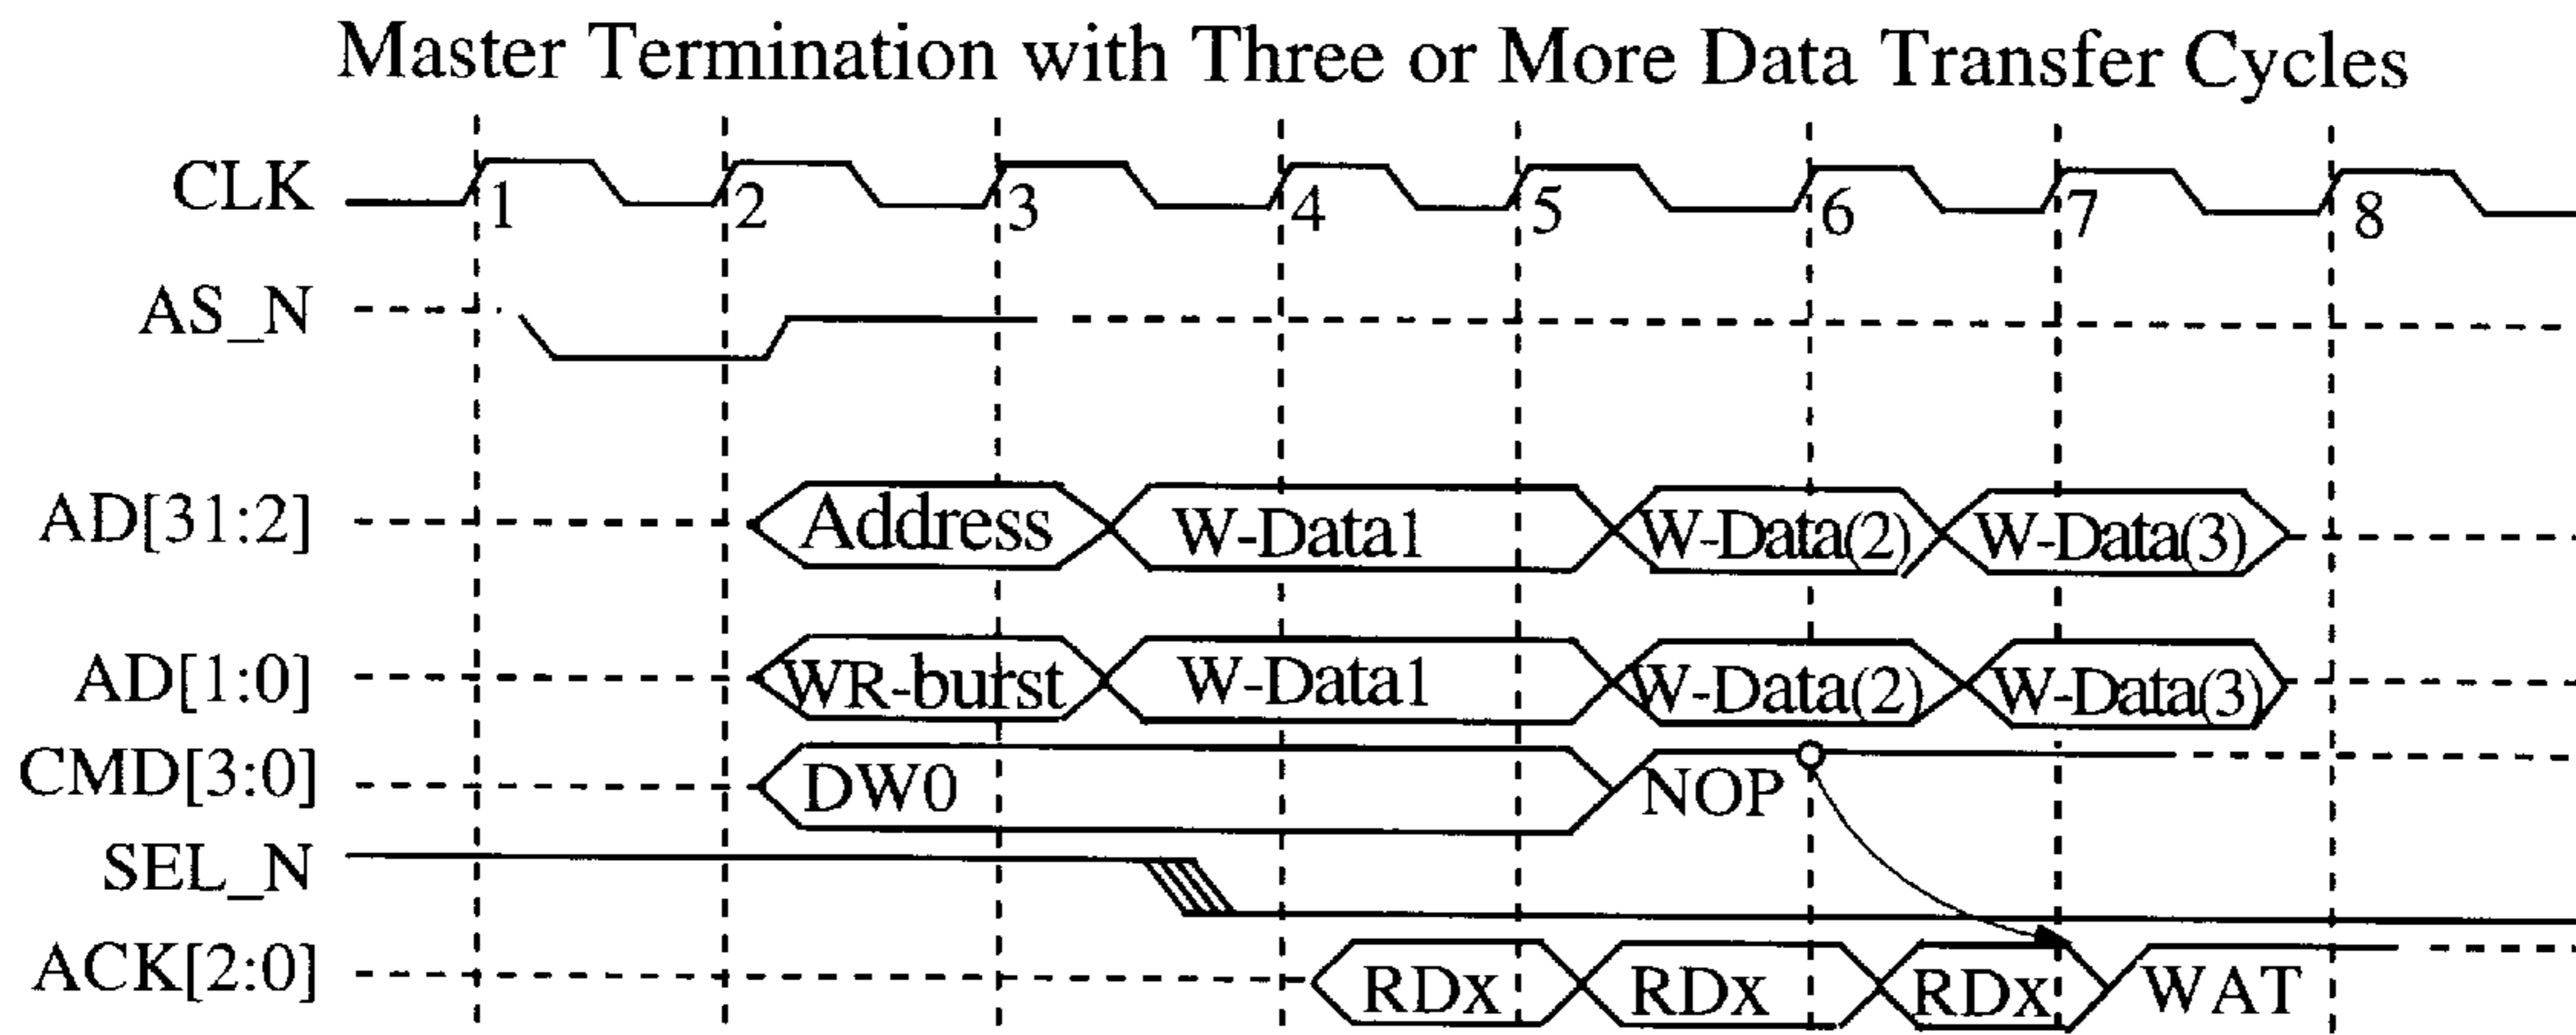 Master Termination with Three or More Data Transfer Cycles
CLK 1 2 3 4 5 6 7 8
AS_N
AD[31:2] Address W-Data1 W-Data(2) W-Data(3)
AD[1:0] WR-burst W-Data1 W-Data(2) W-Data(3)
CMD[3:0] DW0 NOP
SEL_N
ACK[2:0] RDx RDx RDx WAT